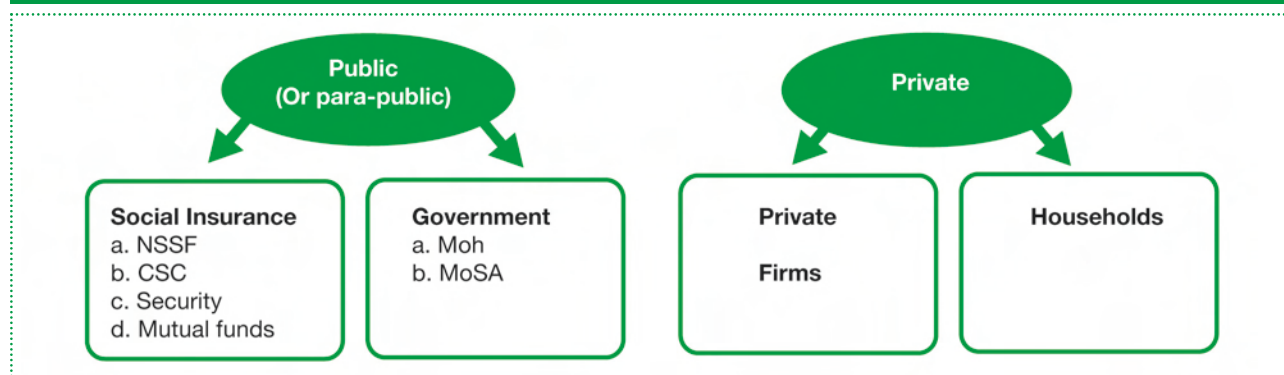 Public
(Or para-public)
Private
Social Insurance
a. NSSF
b. CSC
c. Security
d. Mutual funds
Government
a. Moh
b. MoSA
Private
Firms
Households